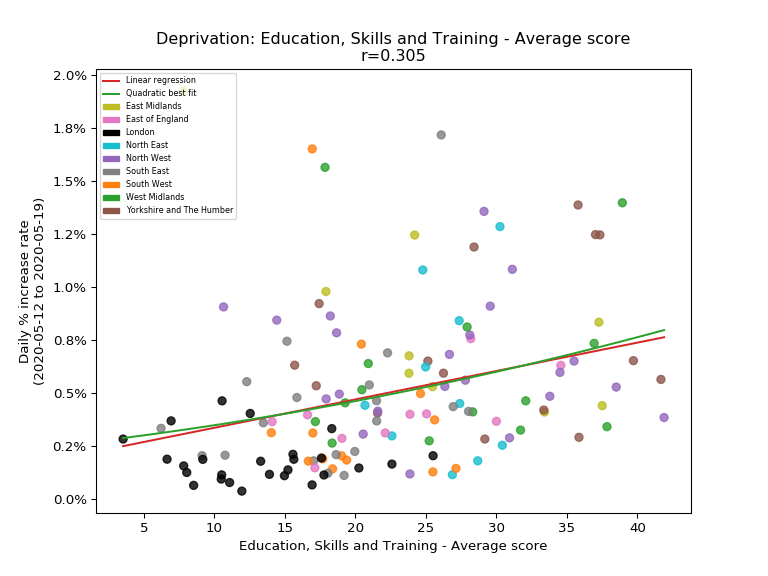 Deprivation: Education, Skills and Training - Average score
r=0.305
2.0%
1.8%
1.5%
1.2%
1.0%
0.8%
0.5%
0.2%
0.0%
Daily % increase rate
(2020-05-12 to 2020-05-19)
Linear regression
Quadratic best fit
East Midlands
East of England
London
North East
North West
South East
South West
West Midlands
Yorkshire and The Humber
5 10 15 20 25 30 35 40
Education, Skills and Training - Average score